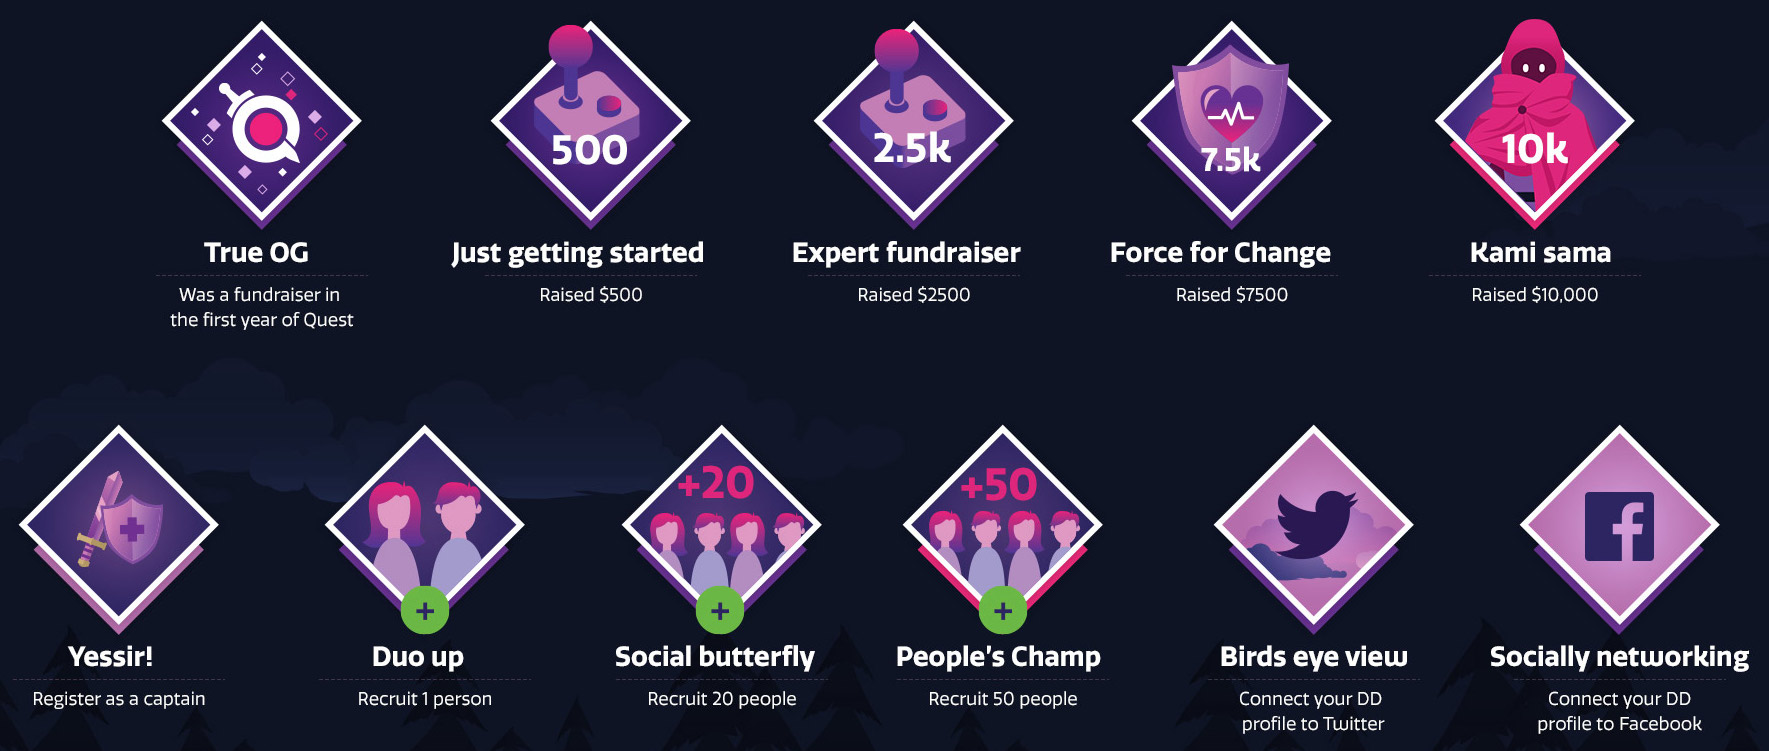 500
2.5k
7.5k
10k
True OG
Just getting started
Expert fundraiser
Force for Change
Kami sama
Was a fundraiser in
the first year of Quest
Raised $500
Raised $2500
Raised $7500
Raised $10,000
+20
+50
+
+
+
Yessir!
Duo up
Social butterfly
People's Champ
Birds eye view
Socially networking
Register as a captain
Recruit 1 person
Recruit 20 people
Recruit 50 people
Connect your DD
profile to Twitter
Connect your DD
profile to Facebook